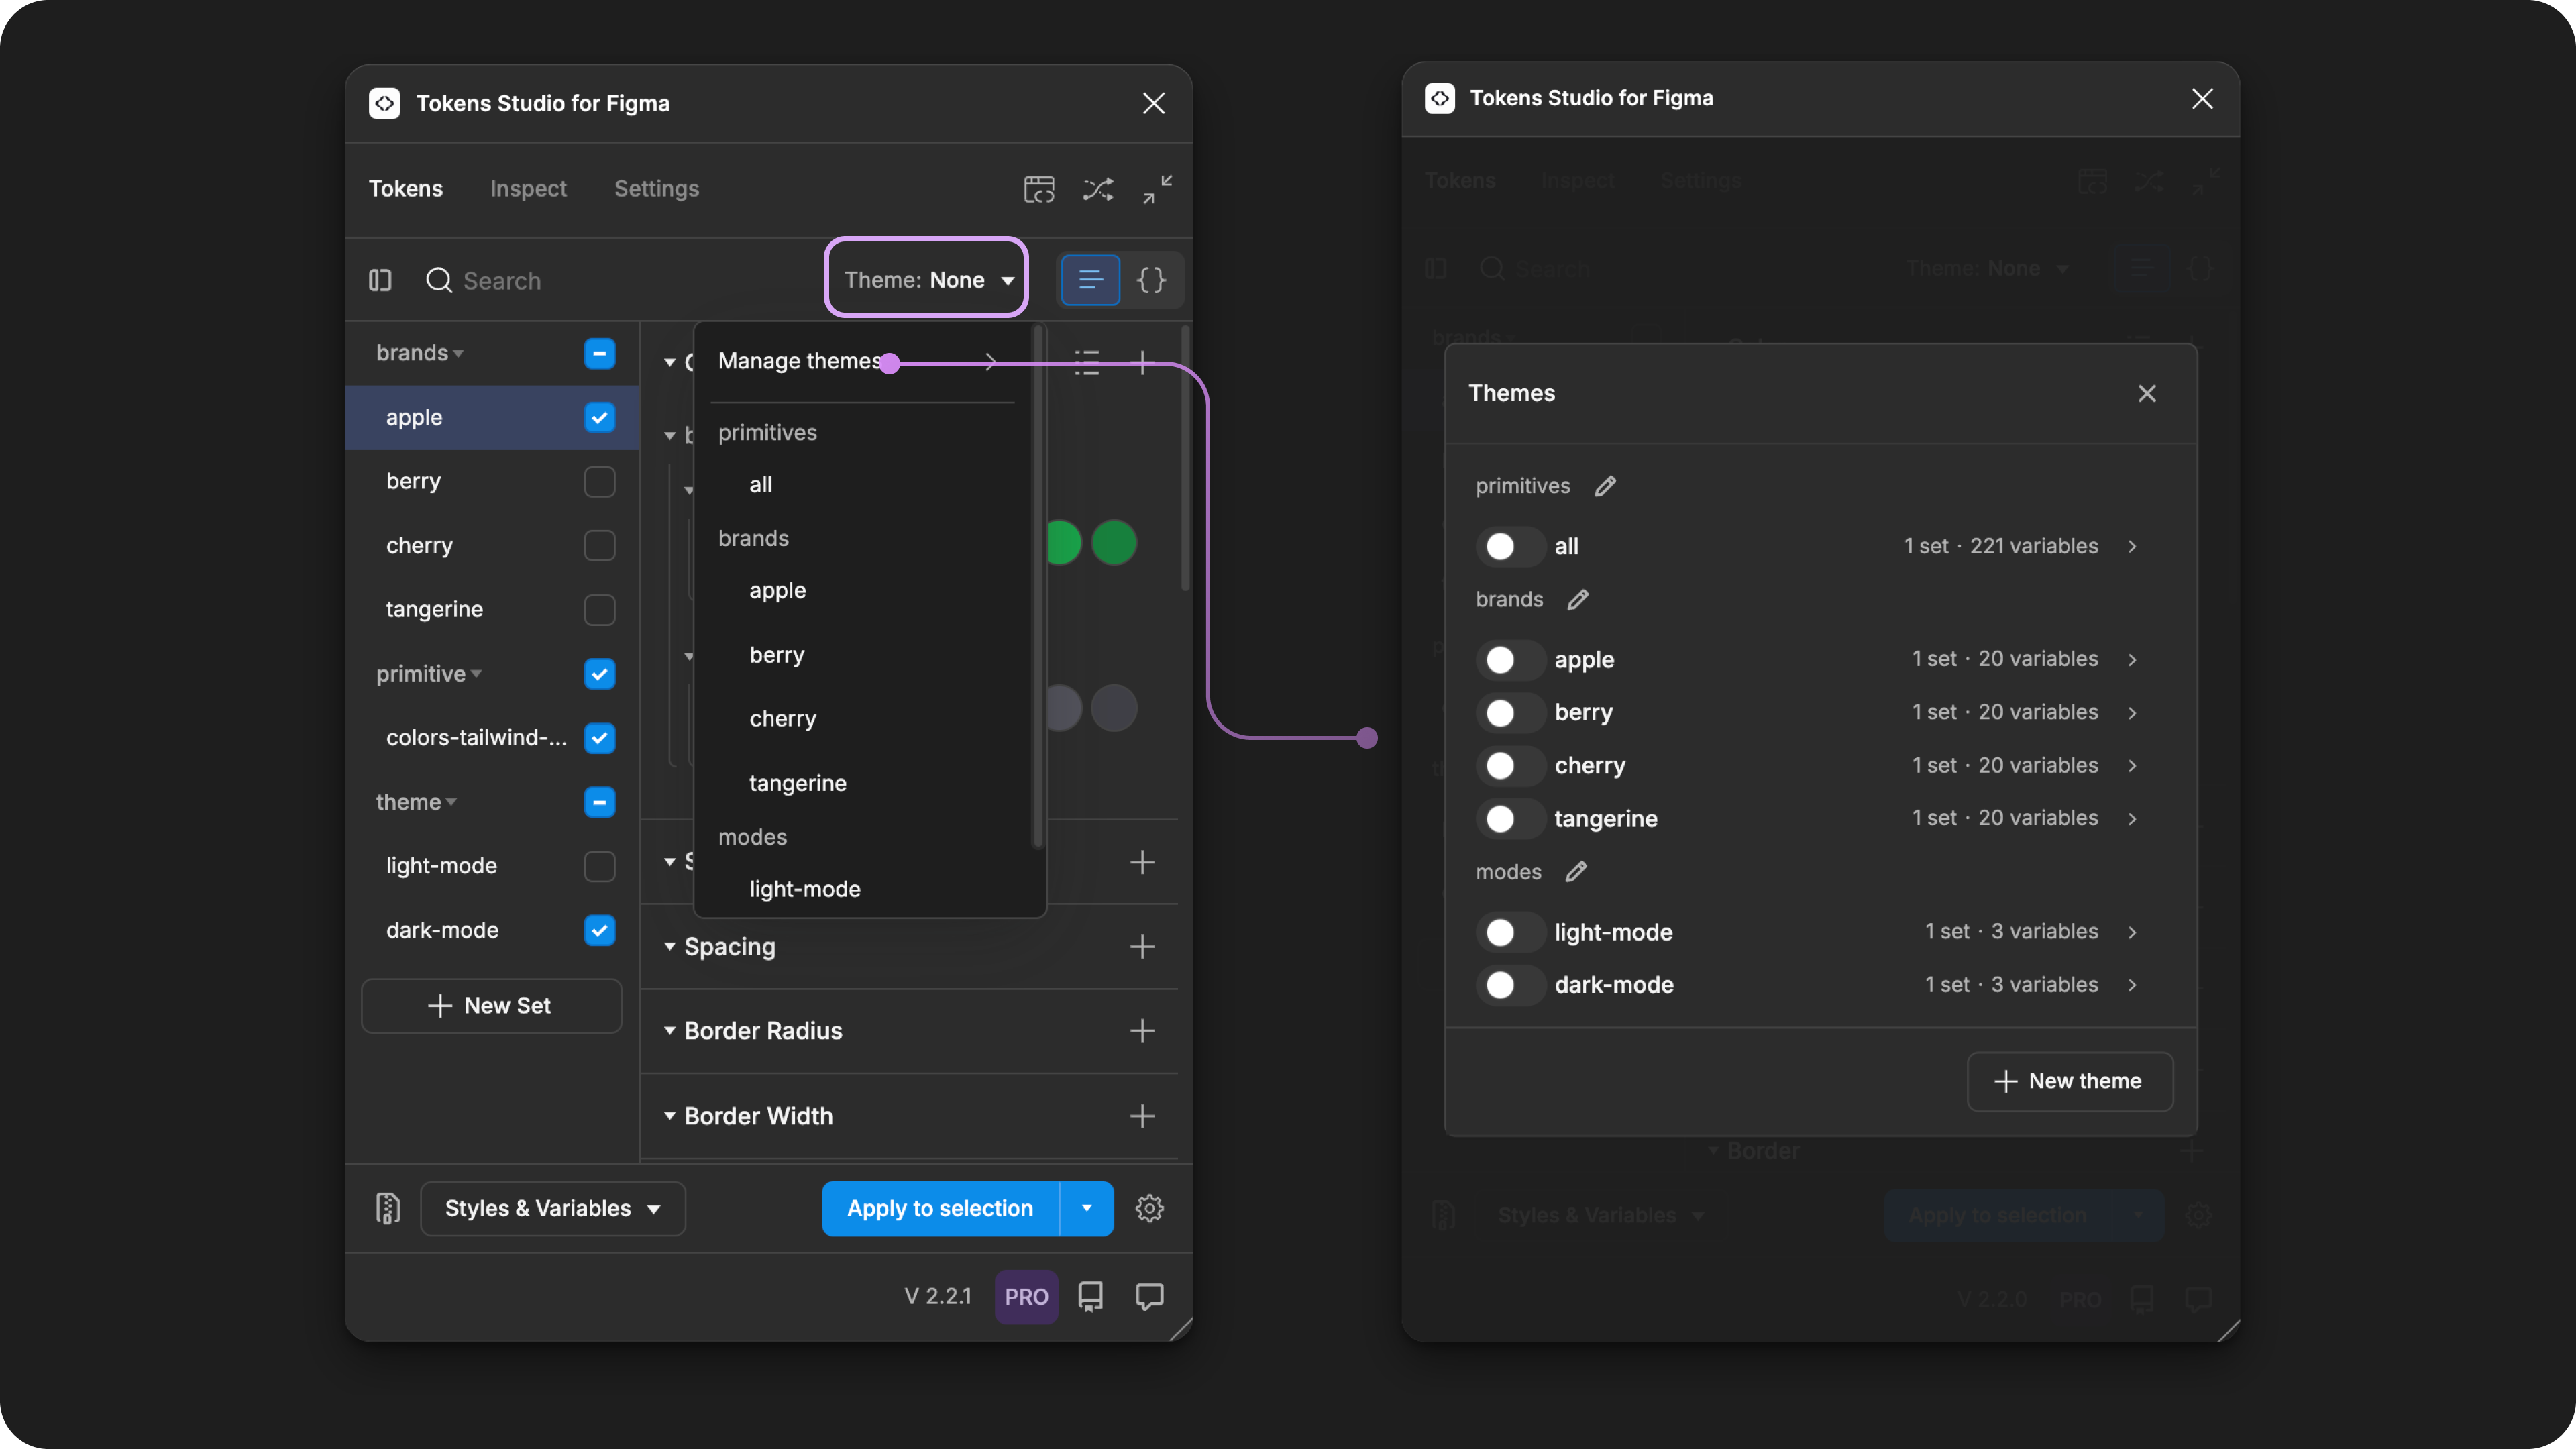 Tokens Studio for Figma
Tokens
Inspect
Settings
Search
Theme: None
brands
apple
berry
cherry
tangerine
primitive
colors-tailwind-...
theme
light-mode
dark-mode
New Set
Manage themes
primitives
all
brands
apple
berry
cherry
tangerine
modes
light-mode
Spacing
Border Radius
Border Width
Styles & Variables
Apply to selection
V 2.2.1
PRO
Tokens Studio for Figma
Tokens
Inspect
Settings
Search
Theme: None
brands
Themes
primitives
all
1 set · 221 variables
brands
apple
1 set · 20 variables
berry
1 set · 20 variables
cherry
1 set · 20 variables
tangerine
1 set · 20 variables
modes
light-mode
1 set · 3 variables
dark-mode
1 set · 3 variables
New theme
Border
Styles & Variables
Apply to selection
V 2.2.0
PRO